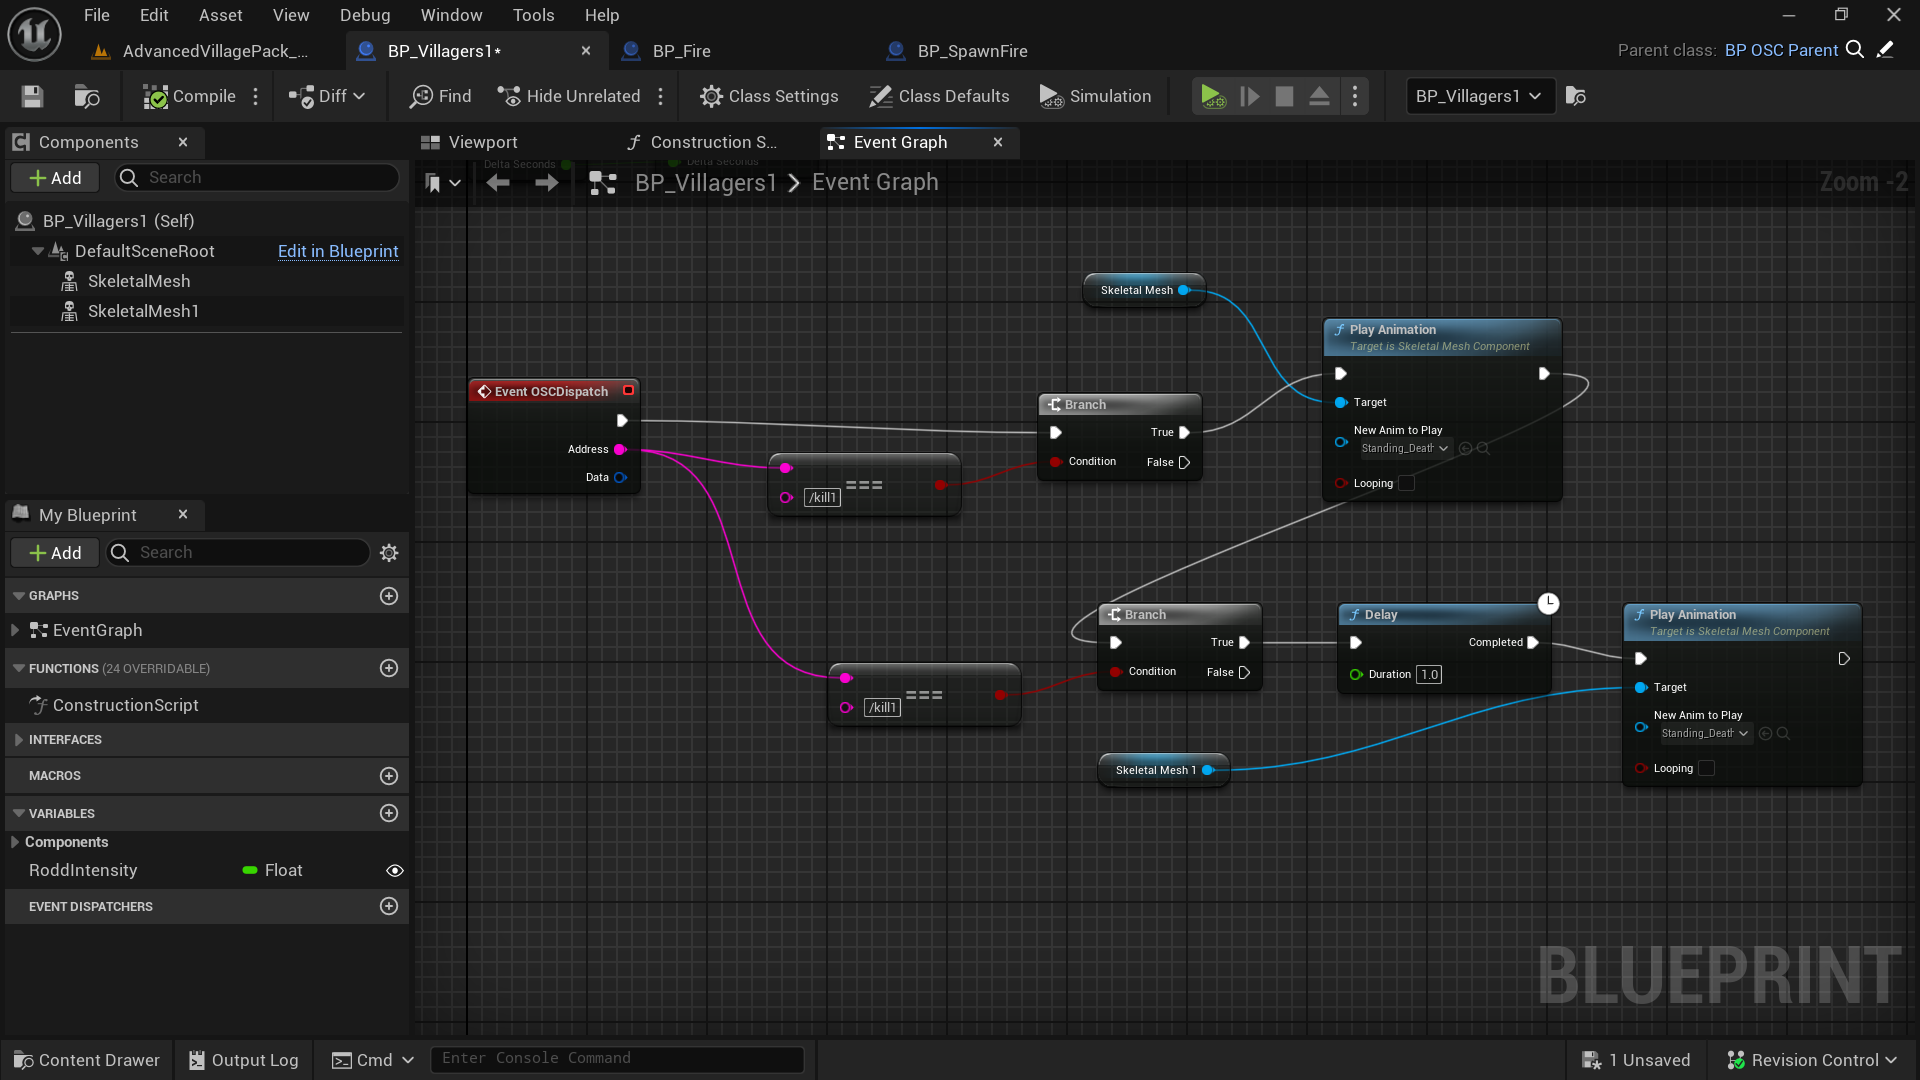 File Edit Asset View Debug Window Tools Help
AdvancedVillagePack_... BP_Villagers1* BP_Fire BP_SpawnFire Parent class: BP OSC Parent
Compile Diff Find Hide Unrelated Class Settings Class Defaults Simulation BP_Villagers1
Components Viewport Construction S... Event Graph
Delta Seconds Delta Seconds
Add Search BP_Villagers1 Event Graph Zoom -2
BP_Villagers1 (Self)
DefaultSceneRoot Edit in Blueprint
SkeletalMesh
SkeletalMesh1
Skeletal Mesh
Play Animation
Target is Skeletal Mesh Component
Target
New Anim to Play
Standing_Death
Looping
Event OSCDispatch
Address
Data
Branch
True
Condition False
===
/kill1
My Blueprint
Add Search
GRAPHS
EventGraph
FUNCTIONS (24 OVERRIDABLE)
ConstructionScript
INTERFACES
MACROS
VARIABLES
Components
RoddIntensity Float
EVENT DISPATCHERS
Branch
True
Condition False
===
/kill1
Delay
Completed
Duration 1.0
Play Animation
Target is Skeletal Mesh Component
Target
New Anim to Play
Standing_Death
Looping
Skeletal Mesh 1
BLUEPRINT
Content Drawer Output Log Cmd Enter Console Command 1 Unsaved Revision Control